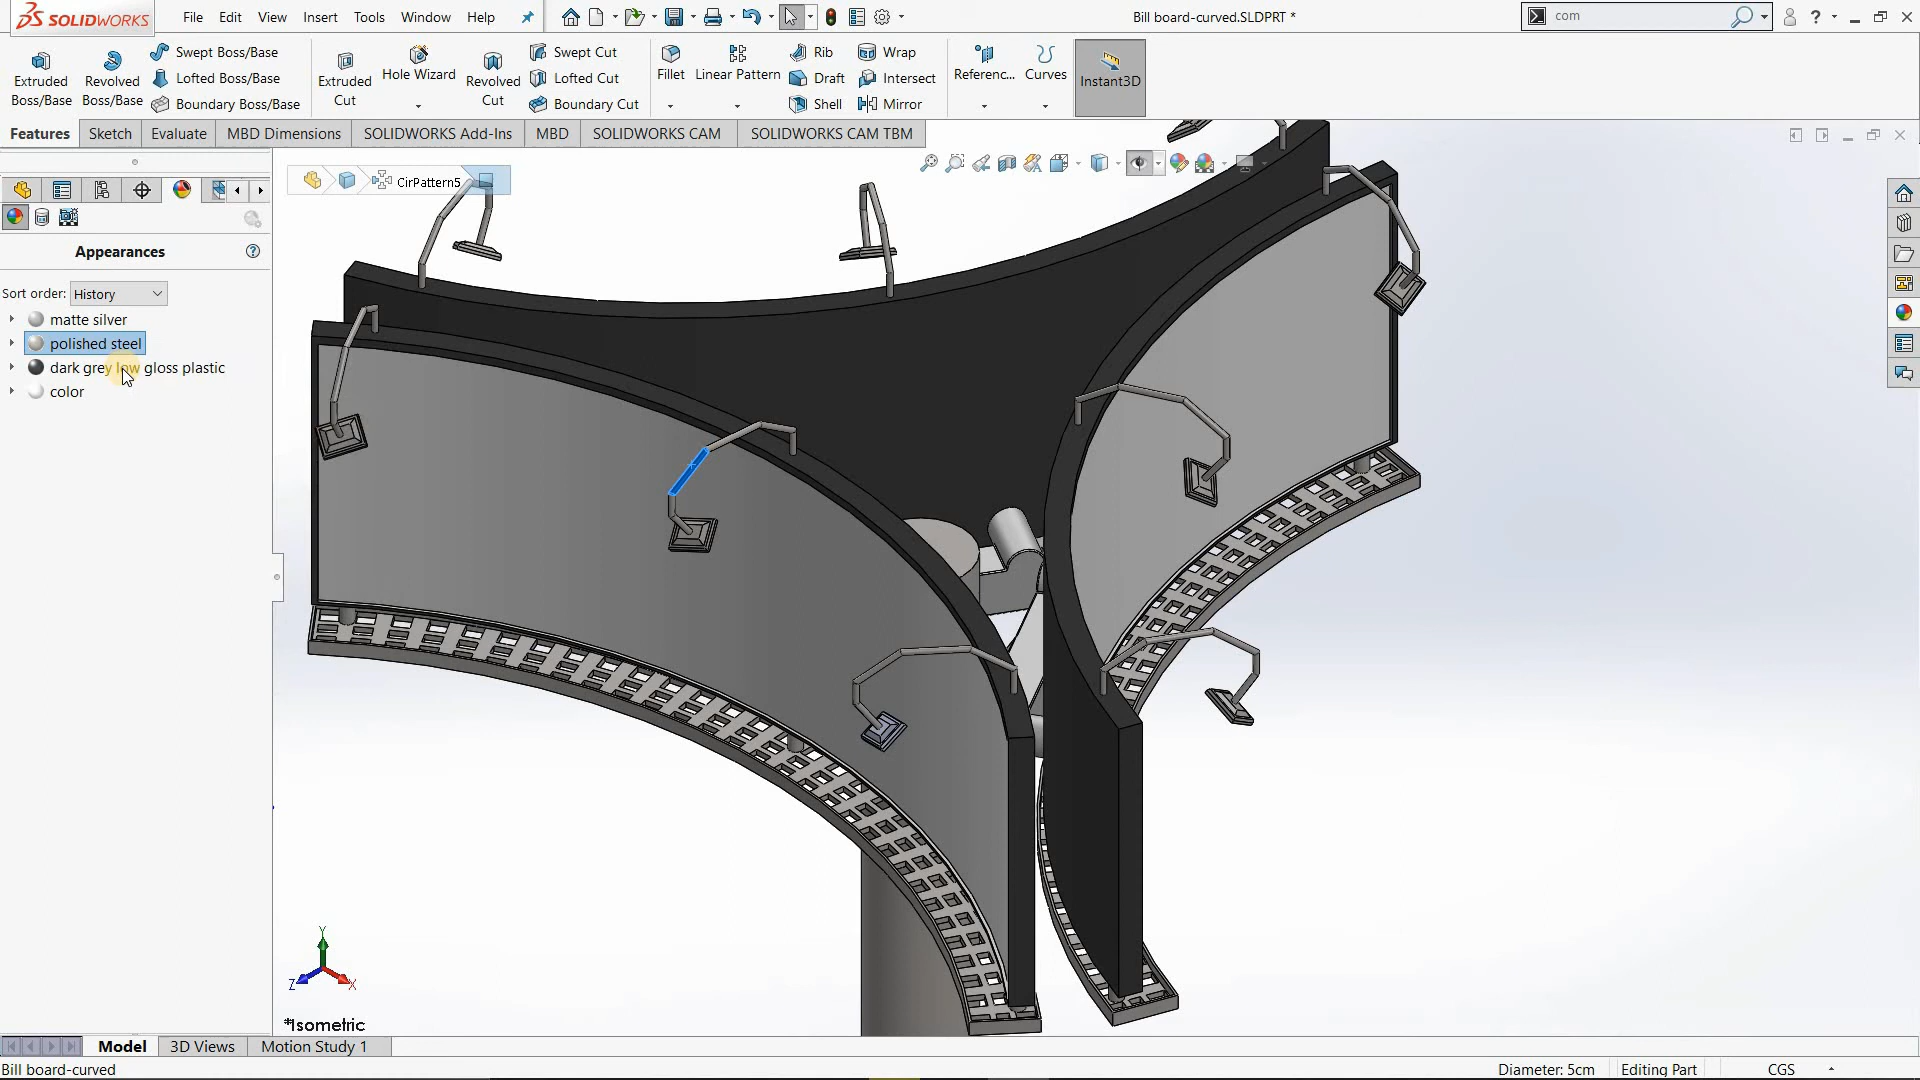 SOLIDWORKS File Edit View Insert Tools Window Help
Bill board-curved.SLDPRT *
com
Extruded Boss/Base
Revolved Boss/Base
Swept Boss/Base
Lofted Boss/Base
Boundary Boss/Base
Extruded Cut
Hole Wizard
Revolved Cut
Swept Cut
Lofted Cut
Boundary Cut
Fillet
Linear Pattern
Rib
Draft
Shell
Wrap
Intersect
Mirror
Referenc...
Curves
Instant3D
Features Sketch Evaluate MBD Dimensions SOLIDWORKS Add-Ins MBD SOLIDWORKS CAM SOLIDWORKS CAM TBM
CirPattern5
Appearances
Sort order: History
matte silver
polished steel
dark grey low gloss plastic
color
Y
Z
X
*Isometric
Model 3D Views Motion Study 1
Bill board-curved
Diameter: 5cm Editing Part CGS